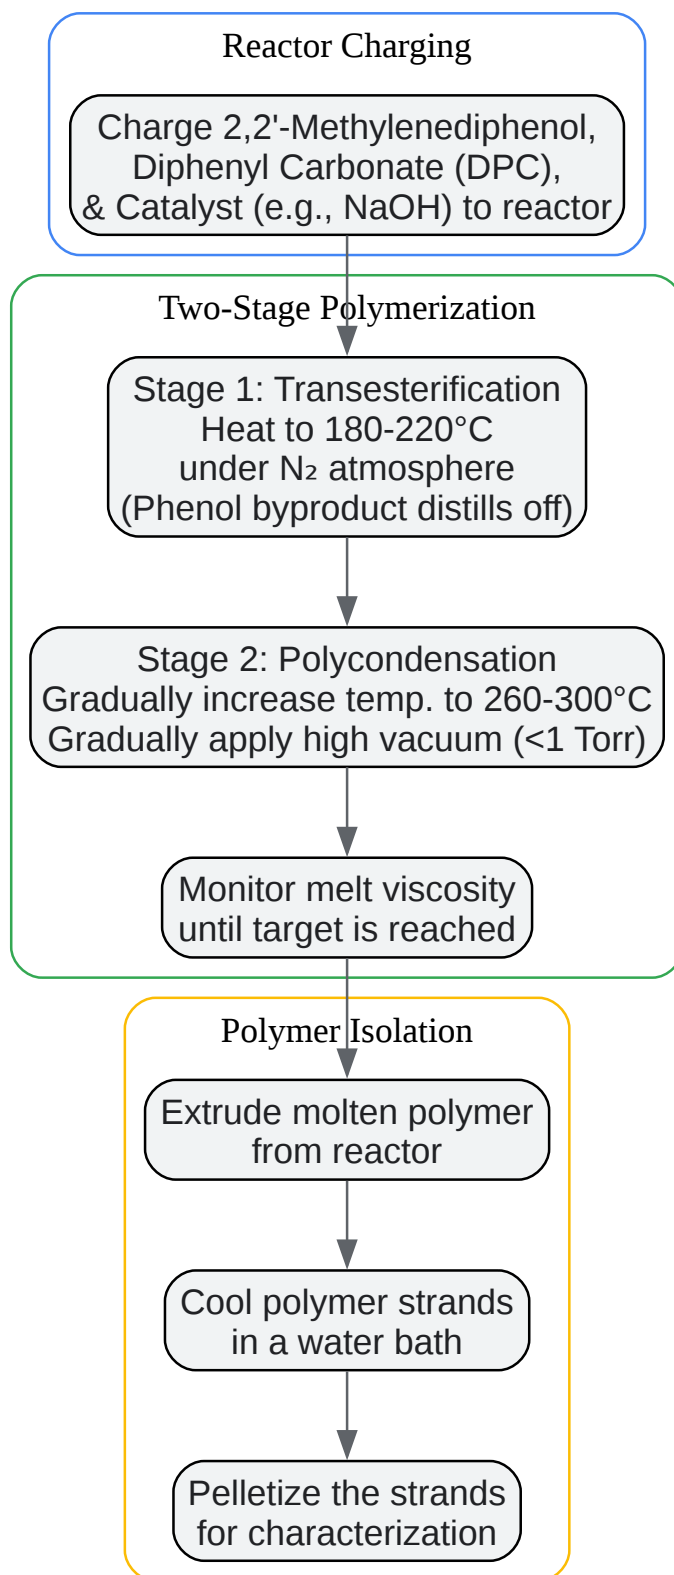 Reactor Charging
Charge 2,2'-Methylenediphenol,
Diphenyl Carbonate (DPC),
& Catalyst (e.g., NaOH) to reactor
Two-Stage Polymerization
Stage 1: Transesterification
Heat to 180-220°C
under N₂ atmosphere
(Phenol byproduct distills off)
Stage 2: Polycondensation
Gradually increase temp. to 260-300°C
Gradually apply high vacuum (<1 Torr)
Monitor melt viscosity
until target is reached
Polymer Isolation
Extrude molten polymer
from reactor
Cool polymer strands
in a water bath
Pelletize the strands
for characterization